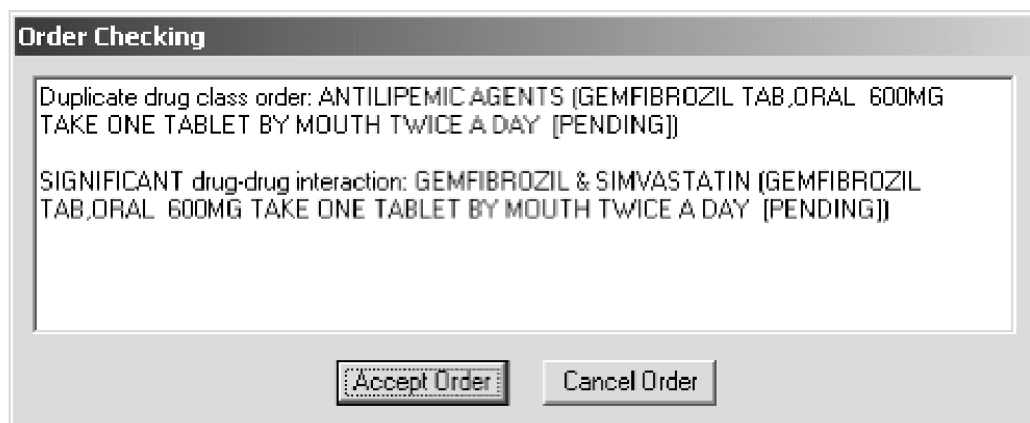 Order Checking
Duplicate drug class order: ANTILIPEMIC AGENTS (GEMFIBROZIL TAB,ORAL  600MG
TAKE ONE TABLET BY MOUTH TWICE A DAY  [PENDING])
SIGNIFICANT drug-drug interaction: GEMFIBROZIL & SIMVASTATIN (GEMFIBROZIL
TAB,ORAL  600MG TAKE ONE TABLET BY MOUTH TWICE A DAY  [PENDING])
Accept Order
Cancel Order